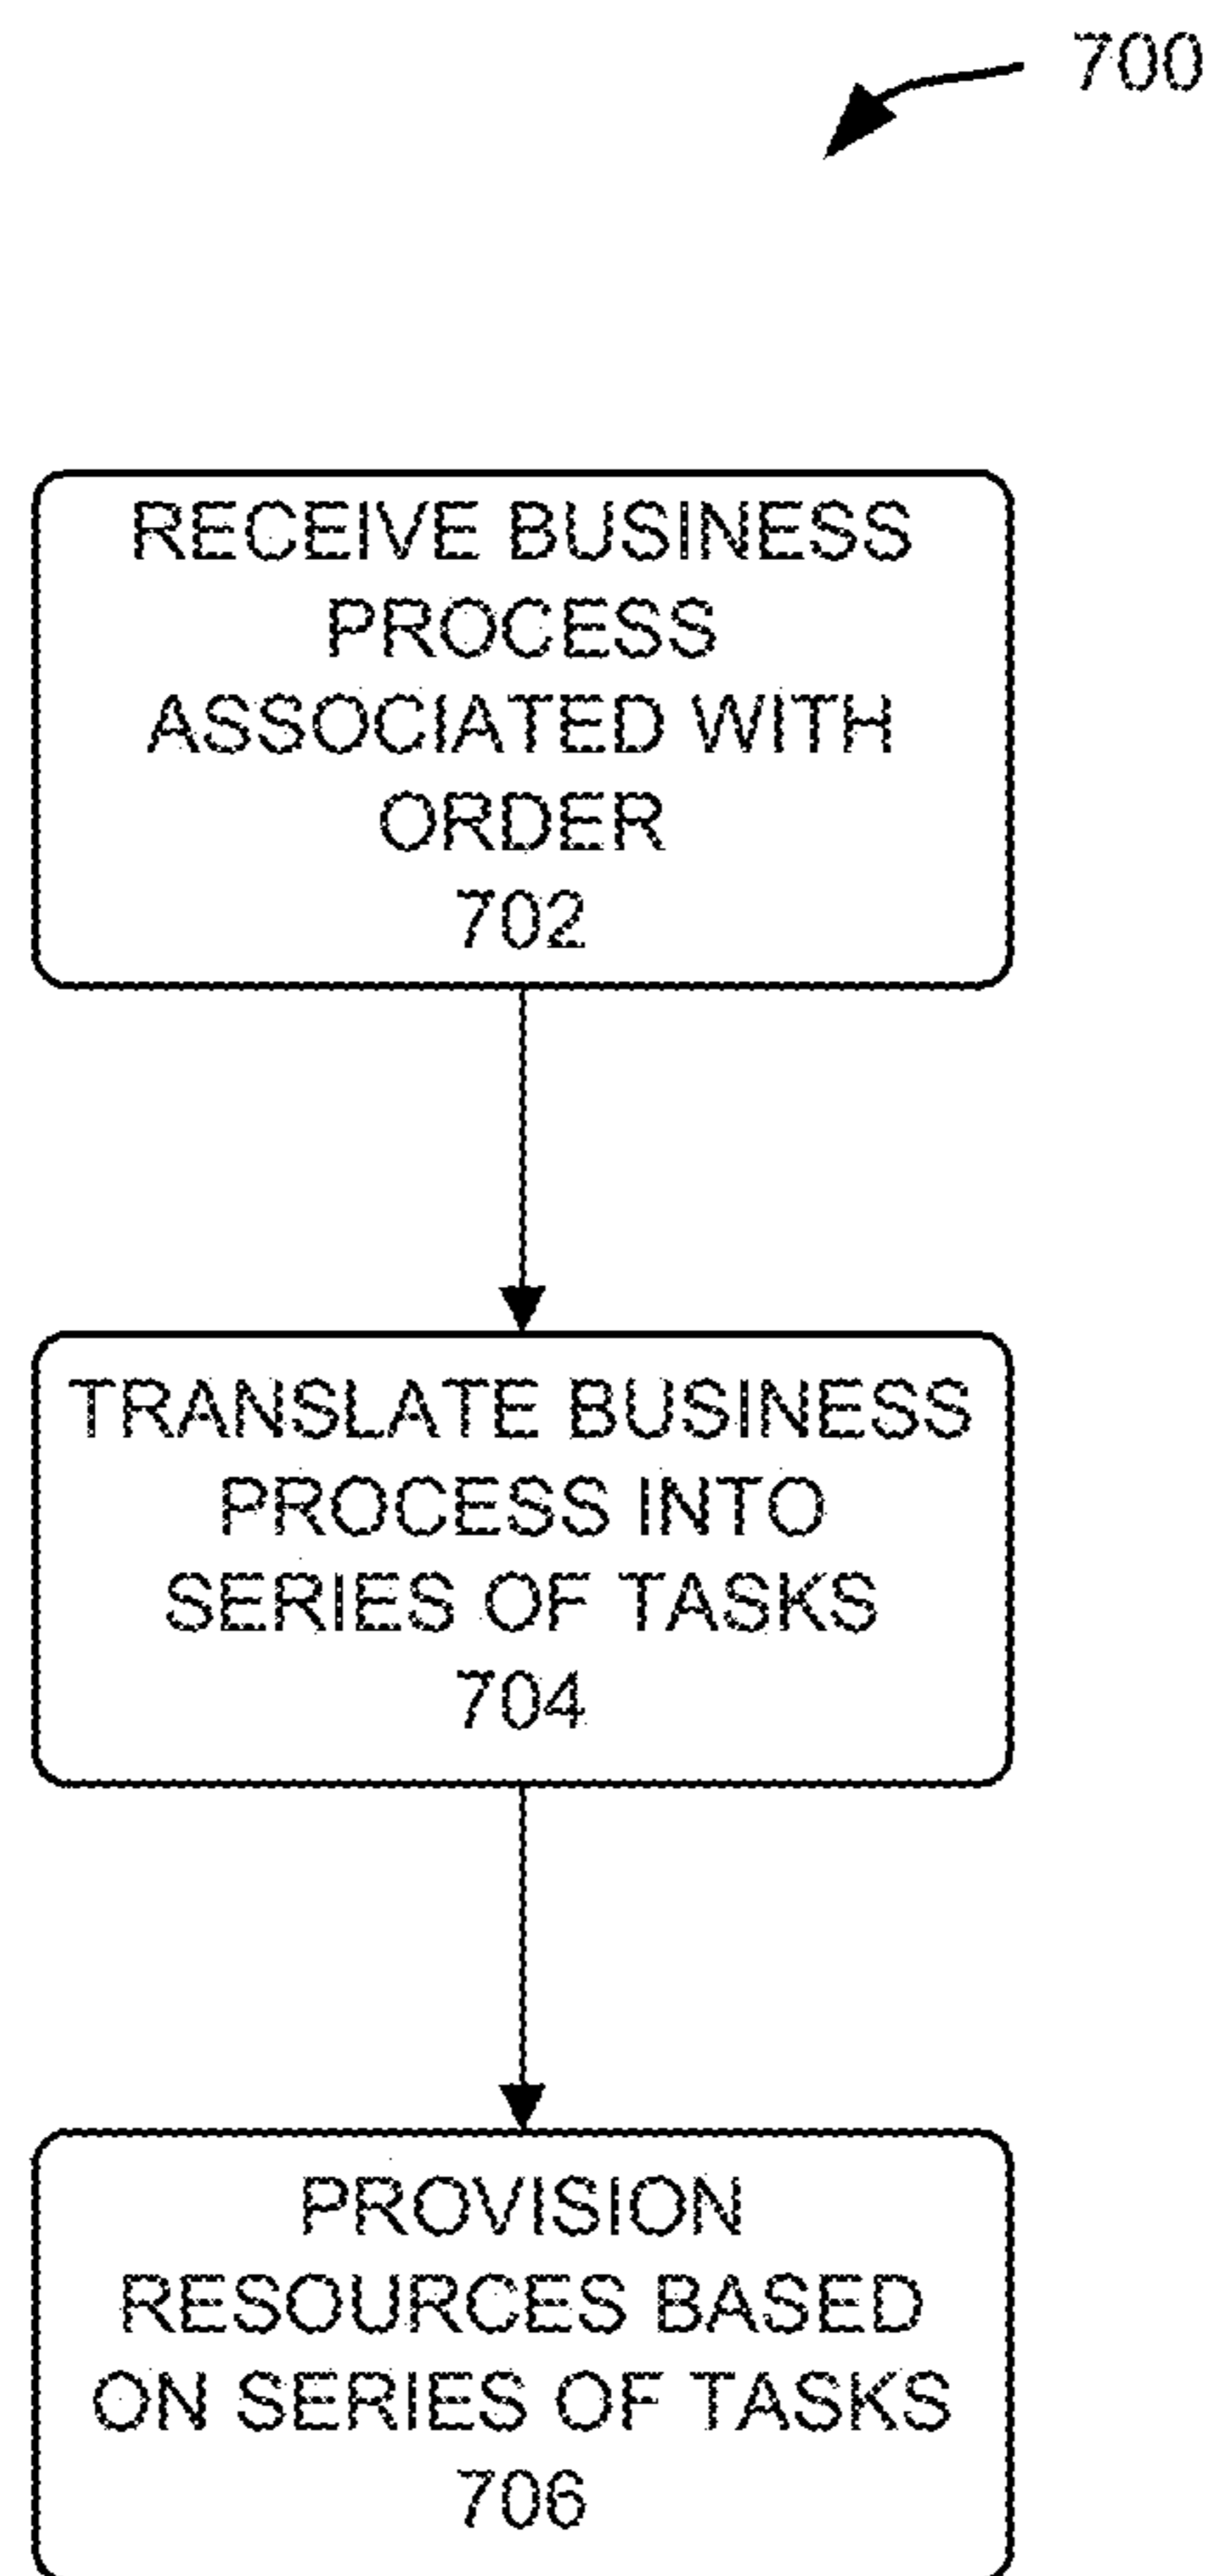 700
RECEIVE BUSINESS
PROCESS
ASSOCIATED WITH
ORDER
702
TRANSLATE BUSINESS
PROCESS INTO
SERIES OF TASKS
704
PROVISION
RESOURCES BASED
ON SERIES OF TASKS
706